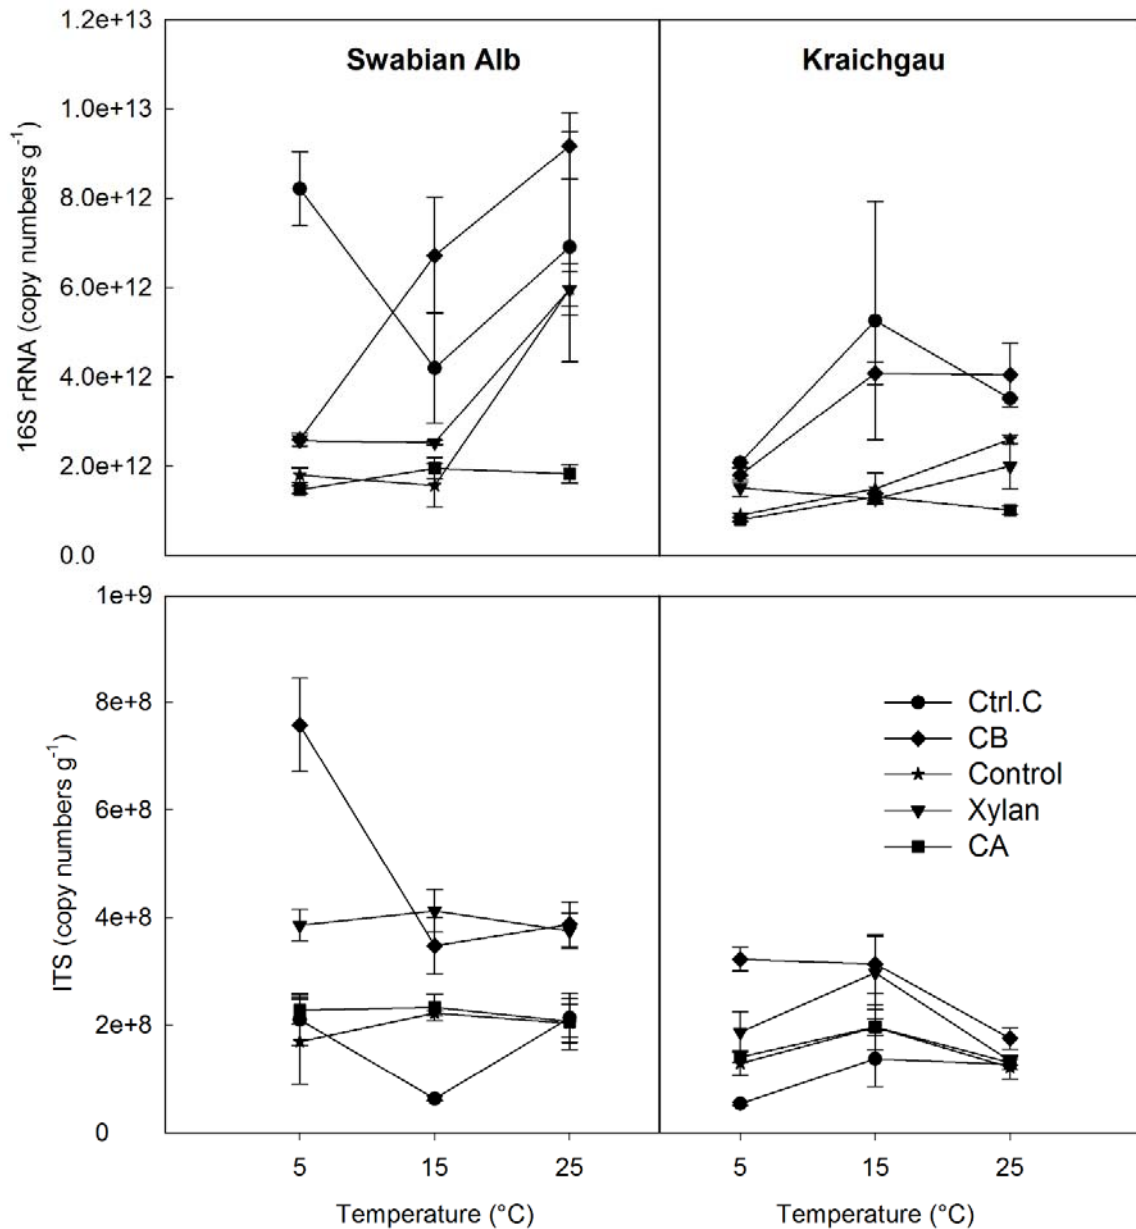 1.2e+13
Swabian Alb
Kraichgau
1.0e+13
8.0e+12
6.0e+12
4.0e+12
2.0e+12
0.0
16S rRNA (copy numbers g⁻¹)
1e+9
8e+8
6e+8
4e+8
2e+8
0
ITS (copy numbers g⁻¹)
Ctrl.C
CB
Control
Xylan
CA
5 15 25 5 15 25
Temperature (°C) Temperature (°C)